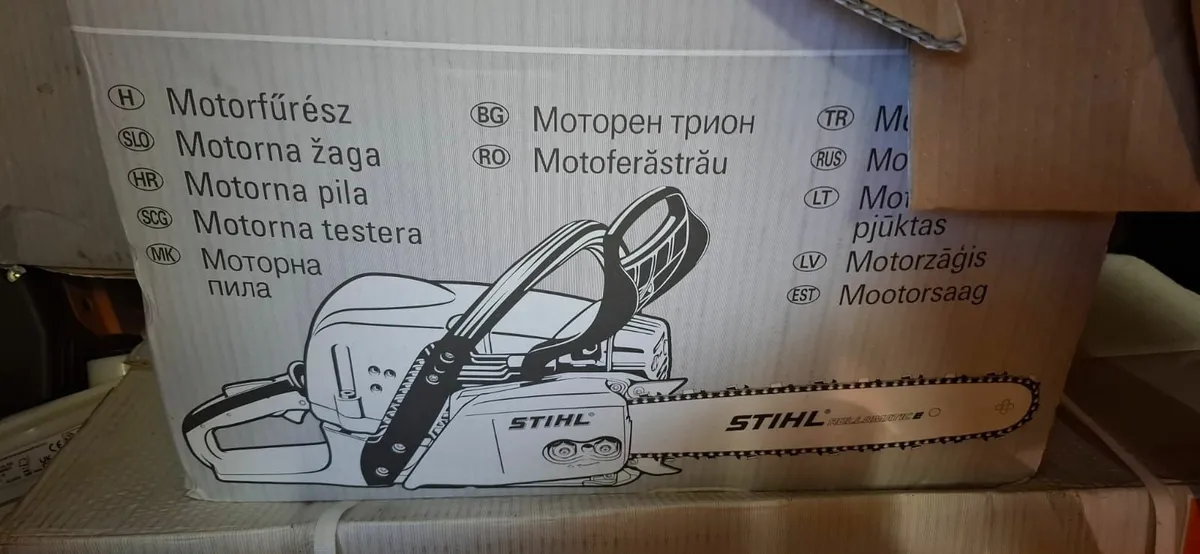 H Motorfűrész
SLO Motorna žaga
HR Motorna pila
SCG Motorna testera
MK Моторна
пила
BG Моторен трион
RO Motoferăstrău
TR
RUS
LT
pjūktas
LV Motorzāģis
EST Mootorsaag
STIHL®
STIHL® ROLLOMATIC E